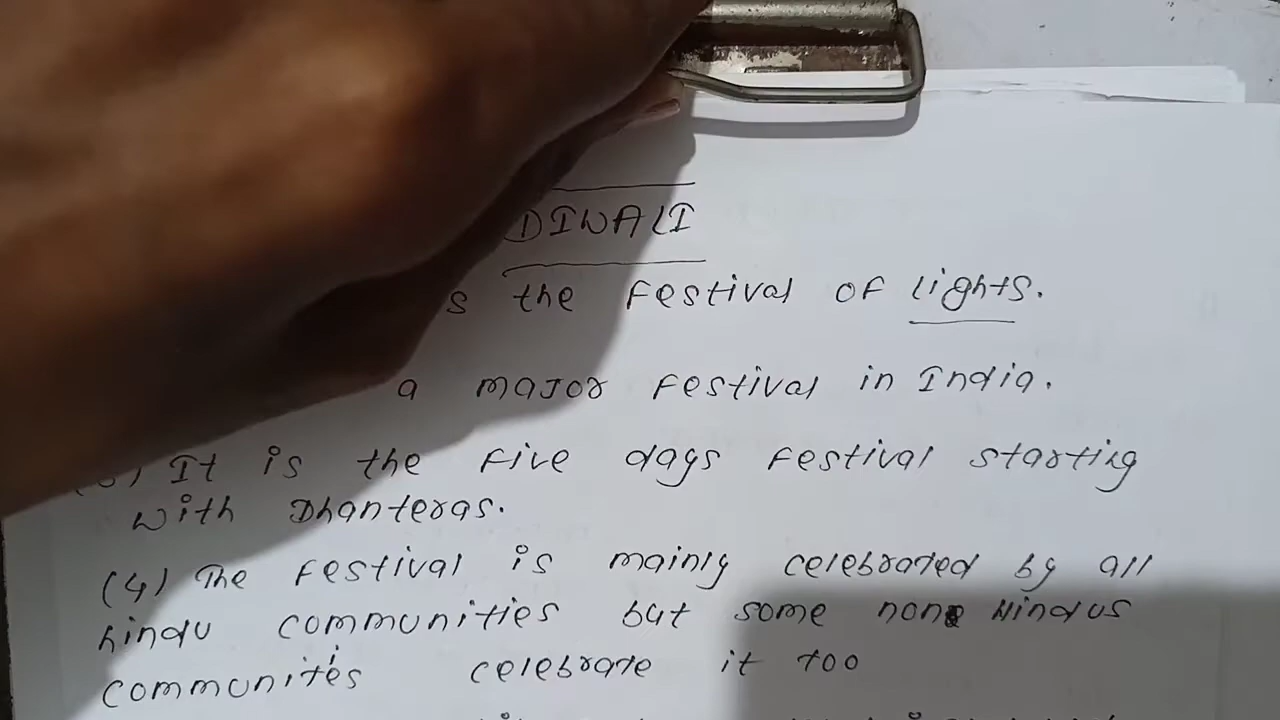 DIWALI
s the Festival OF lights.
a major Festival in India.
) It is the Five days Festival starting
with Dhanteras.
(4) The Festival is mainly celebrated by all
hindu communities but some non Hindus
communites celebrate it too